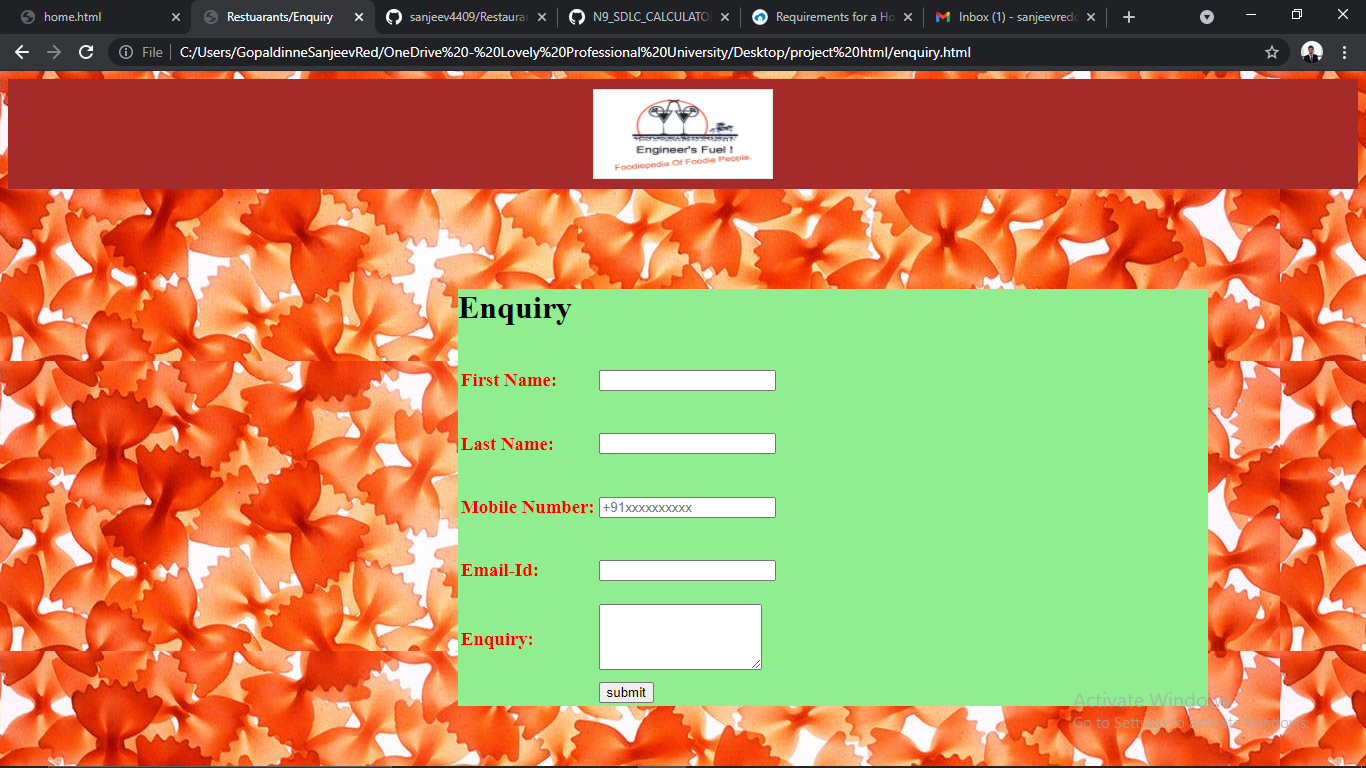 home.html
Restuarants/Enquiry
sanjeev4409/Restaura
N9_SDLC_CALCULATO
Requirements for a Ho
Inbox (1) - sanjeevredd
File
C:/Users/GopaldinneSanjeevRed/OneDrive%20-%20Lovely%20Professional%20University/Desktop/project%20html/enquiry.html
Engineer's Fuel !
Foodiepedia Of Foodie People.
Enquiry
First Name:
Last Name:
Mobile Number: +91xxxxxxxxxx
Email-Id:
Enquiry:
submit
Activate Windows
Go to Settings to activate Windows.